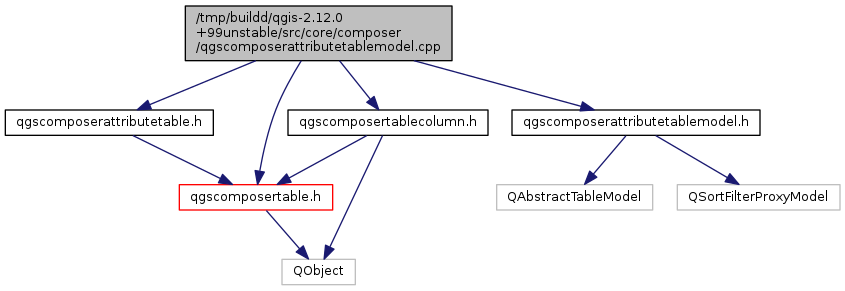 /tmp/buildd/qgis-2.12.0
+99unstable/src/core/composer
/qgscomposerattributetablemodel.cpp
qgscomposerattributetable.h
qgscomposertablecolumn.h
qgscomposerattributetablemodel.h
qgscomposertable.h
QAbstractTableModel
QSortFilterProxyModel
QObject